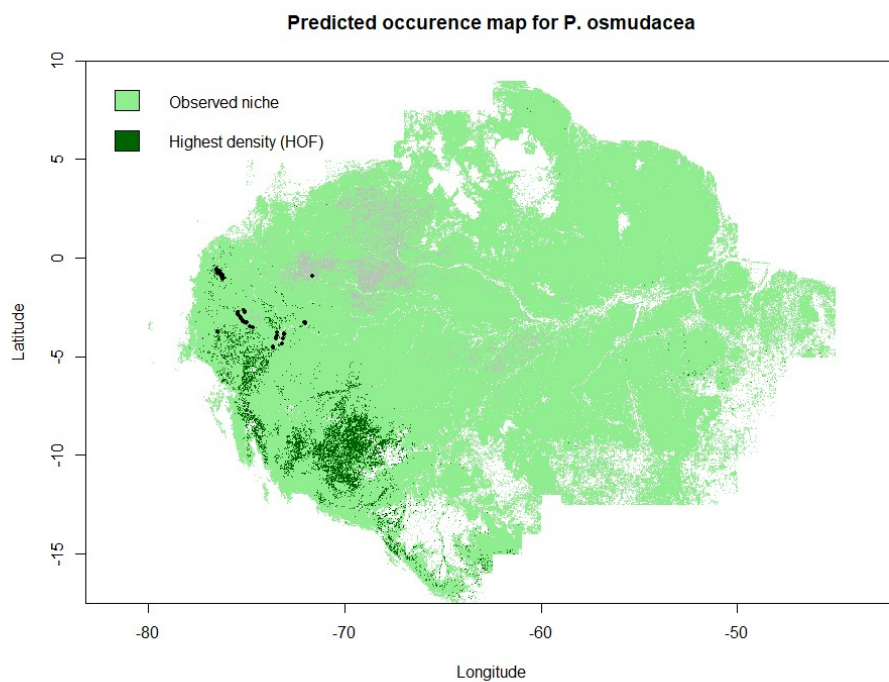 Predicted occurence map for P. osmudacea
Observed niche
Highest density (HOF)
10
5
0
-5
-10
-15
Latitude
-80
-70
-60
-50
Longitude